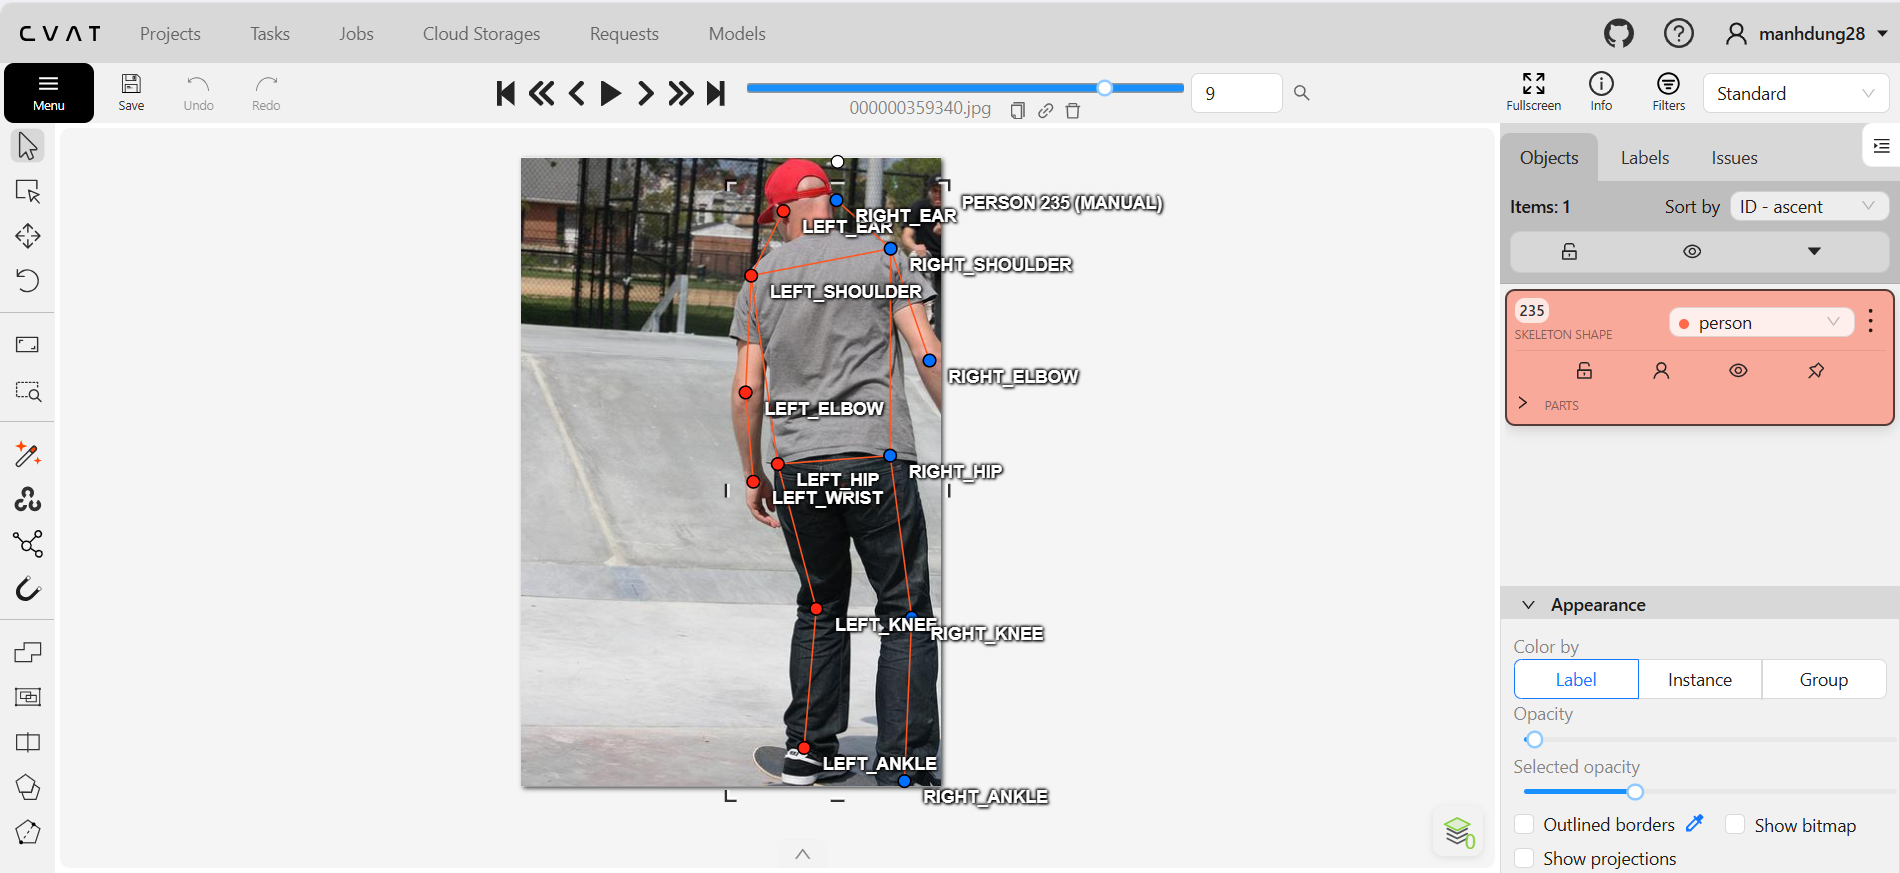 CVAT
Projects
Tasks
Jobs
Cloud Storages
Requests
Models
manhdung28
Menu
Save
Undo
Redo
000000359340.jpg
9
Fullscreen
Info
Filters
Standard
Objects
Labels
Issues
Items: 1
Sort by
ID - ascent
235
SKELETON SHAPE
person
PARTS
PERSON 235 (MANUAL)
RIGHT_EAR
LEFT_EAR
RIGHT_SHOULDER
LEFT_SHOULDER
RIGHT_ELBOW
LEFT_ELBOW
RIGHT_HIP
LEFT_HIP
LEFT_WRIST
LEFT_KNEE
RIGHT_KNEE
LEFT_ANKLE
RIGHT_ANKLE
0
Appearance
Color by
Label
Instance
Group
Opacity
Selected opacity
Outlined borders
Show bitmap
Show projections